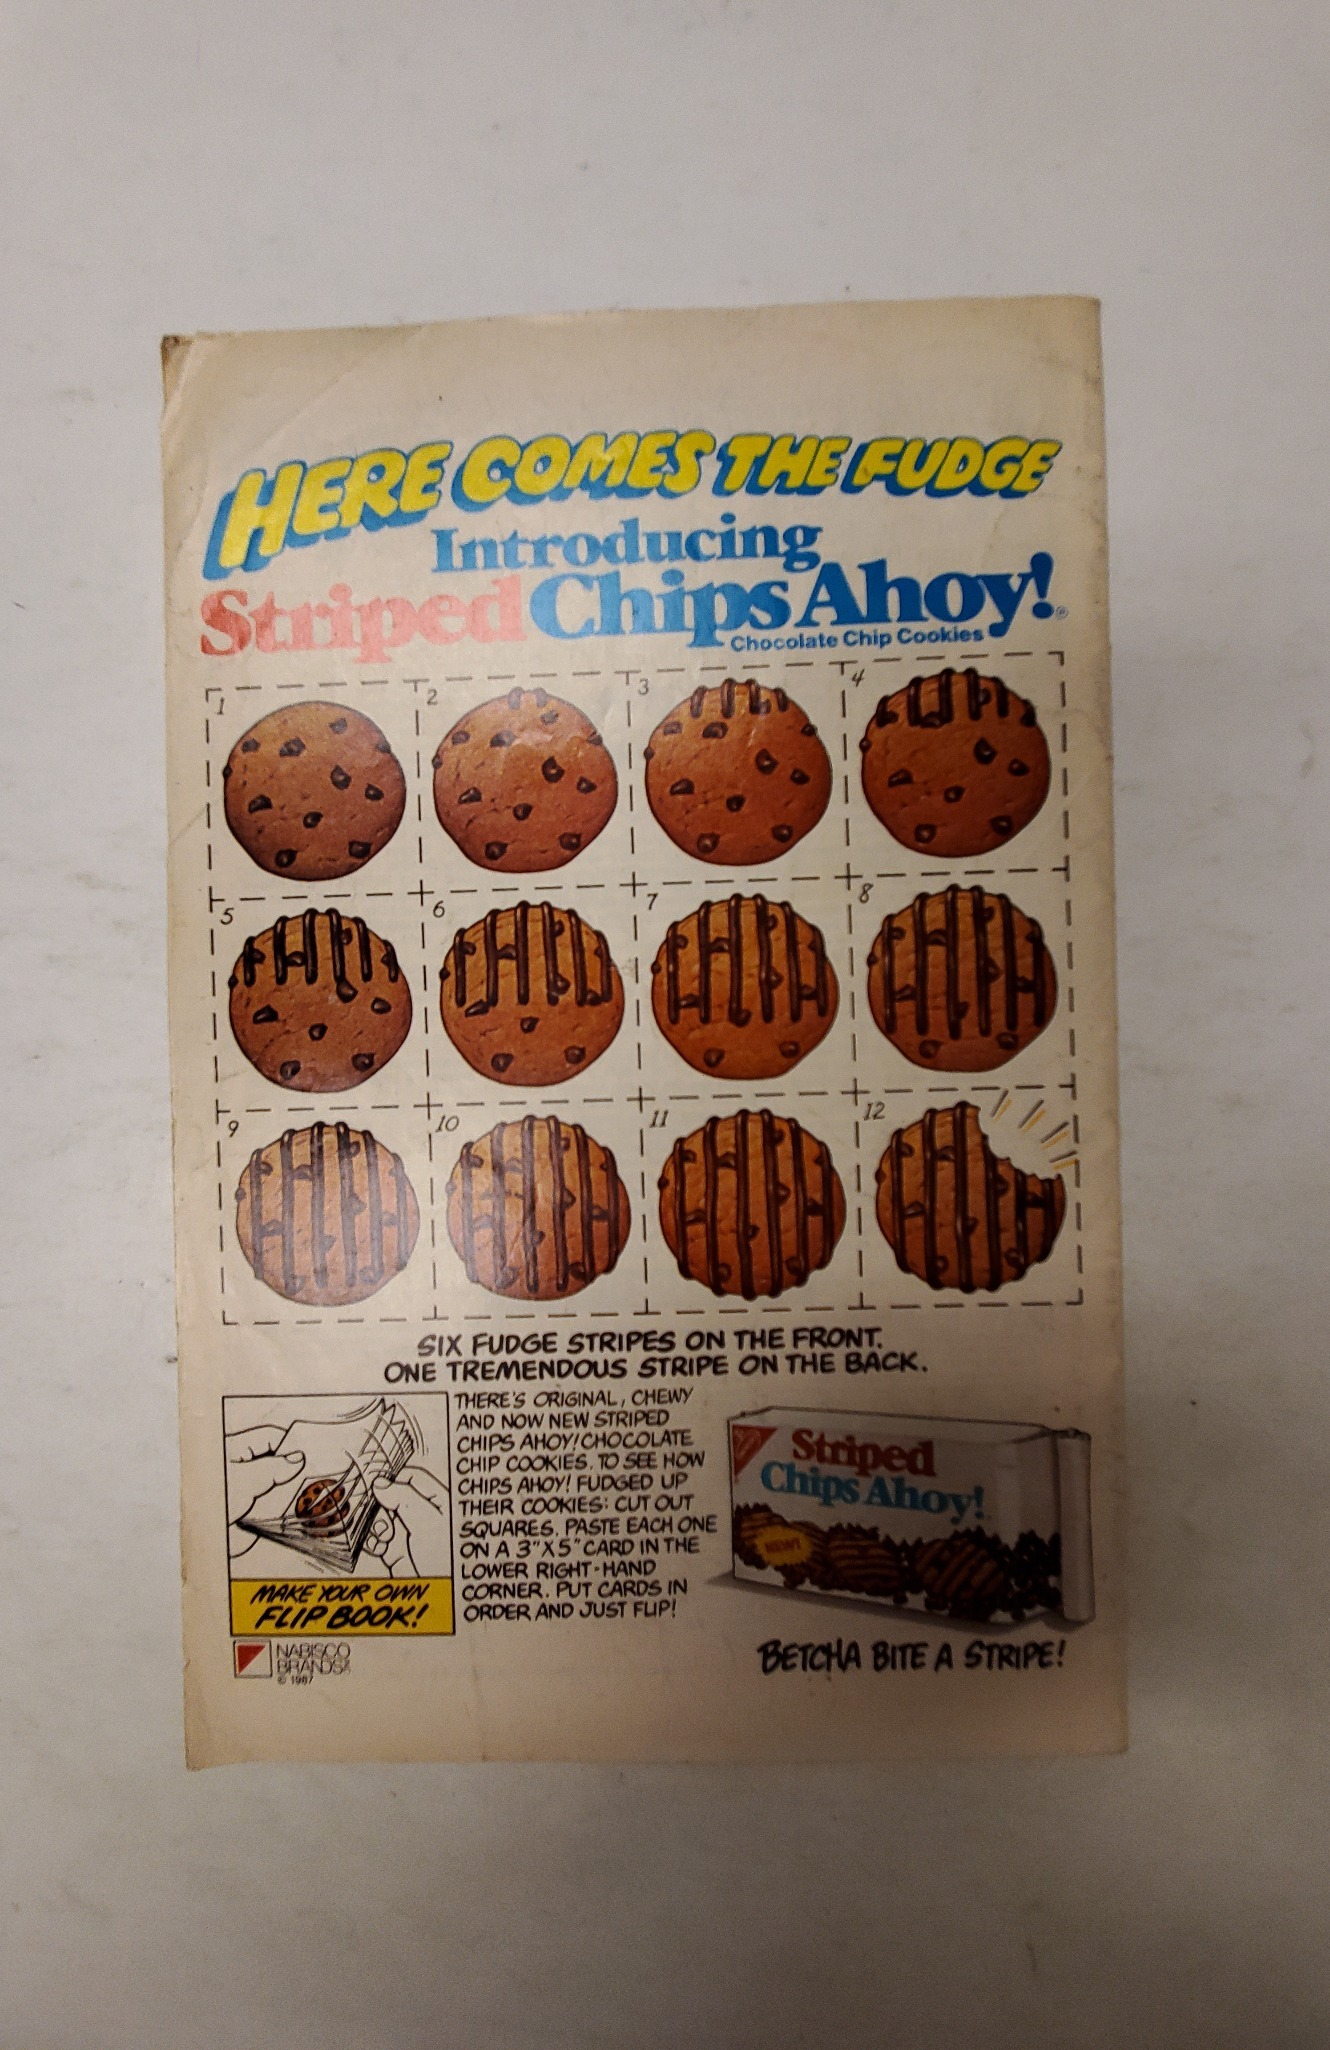 HERE COMES THE FUDGE
Introducing
Striped Chips Ahoy!®
Chocolate Chip Cookies
1
2
3
4
5
6
7
8
9
10
11
12
SIX FUDGE STRIPES ON THE FRONT.
ONE TREMENDOUS STRIPE ON THE BACK.
MAKE YOUR OWN
FLIP BOOK!
THERE'S ORIGINAL, CHEWY
AND NOW NEW STRIPED
CHIPS AHOY! CHOCOLATE
CHIP COOKIES. TO SEE HOW
CHIPS AHOY! FUDGED UP
THEIR COOKIES: CUT OUT
SQUARES. PASTE EACH ONE
ON A 3"X5" CARD IN THE
LOWER RIGHT-HAND
CORNER. PUT CARDS IN
ORDER AND JUST FLIP!
Striped
Chips Ahoy!
NEW!
BETCHA BITE A STRIPE!
NABISCO
BRANDS
© 1987